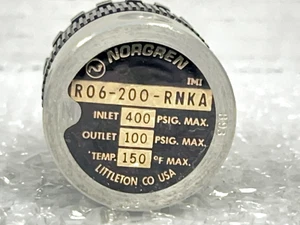 NORGREN
IMI
R06-200-RNKA
INLET 400 PSIG. MAX.
OUTLET 100 PSIG. MAX.
TEMP. 150 °F MAX.
LITTLETON CO USA